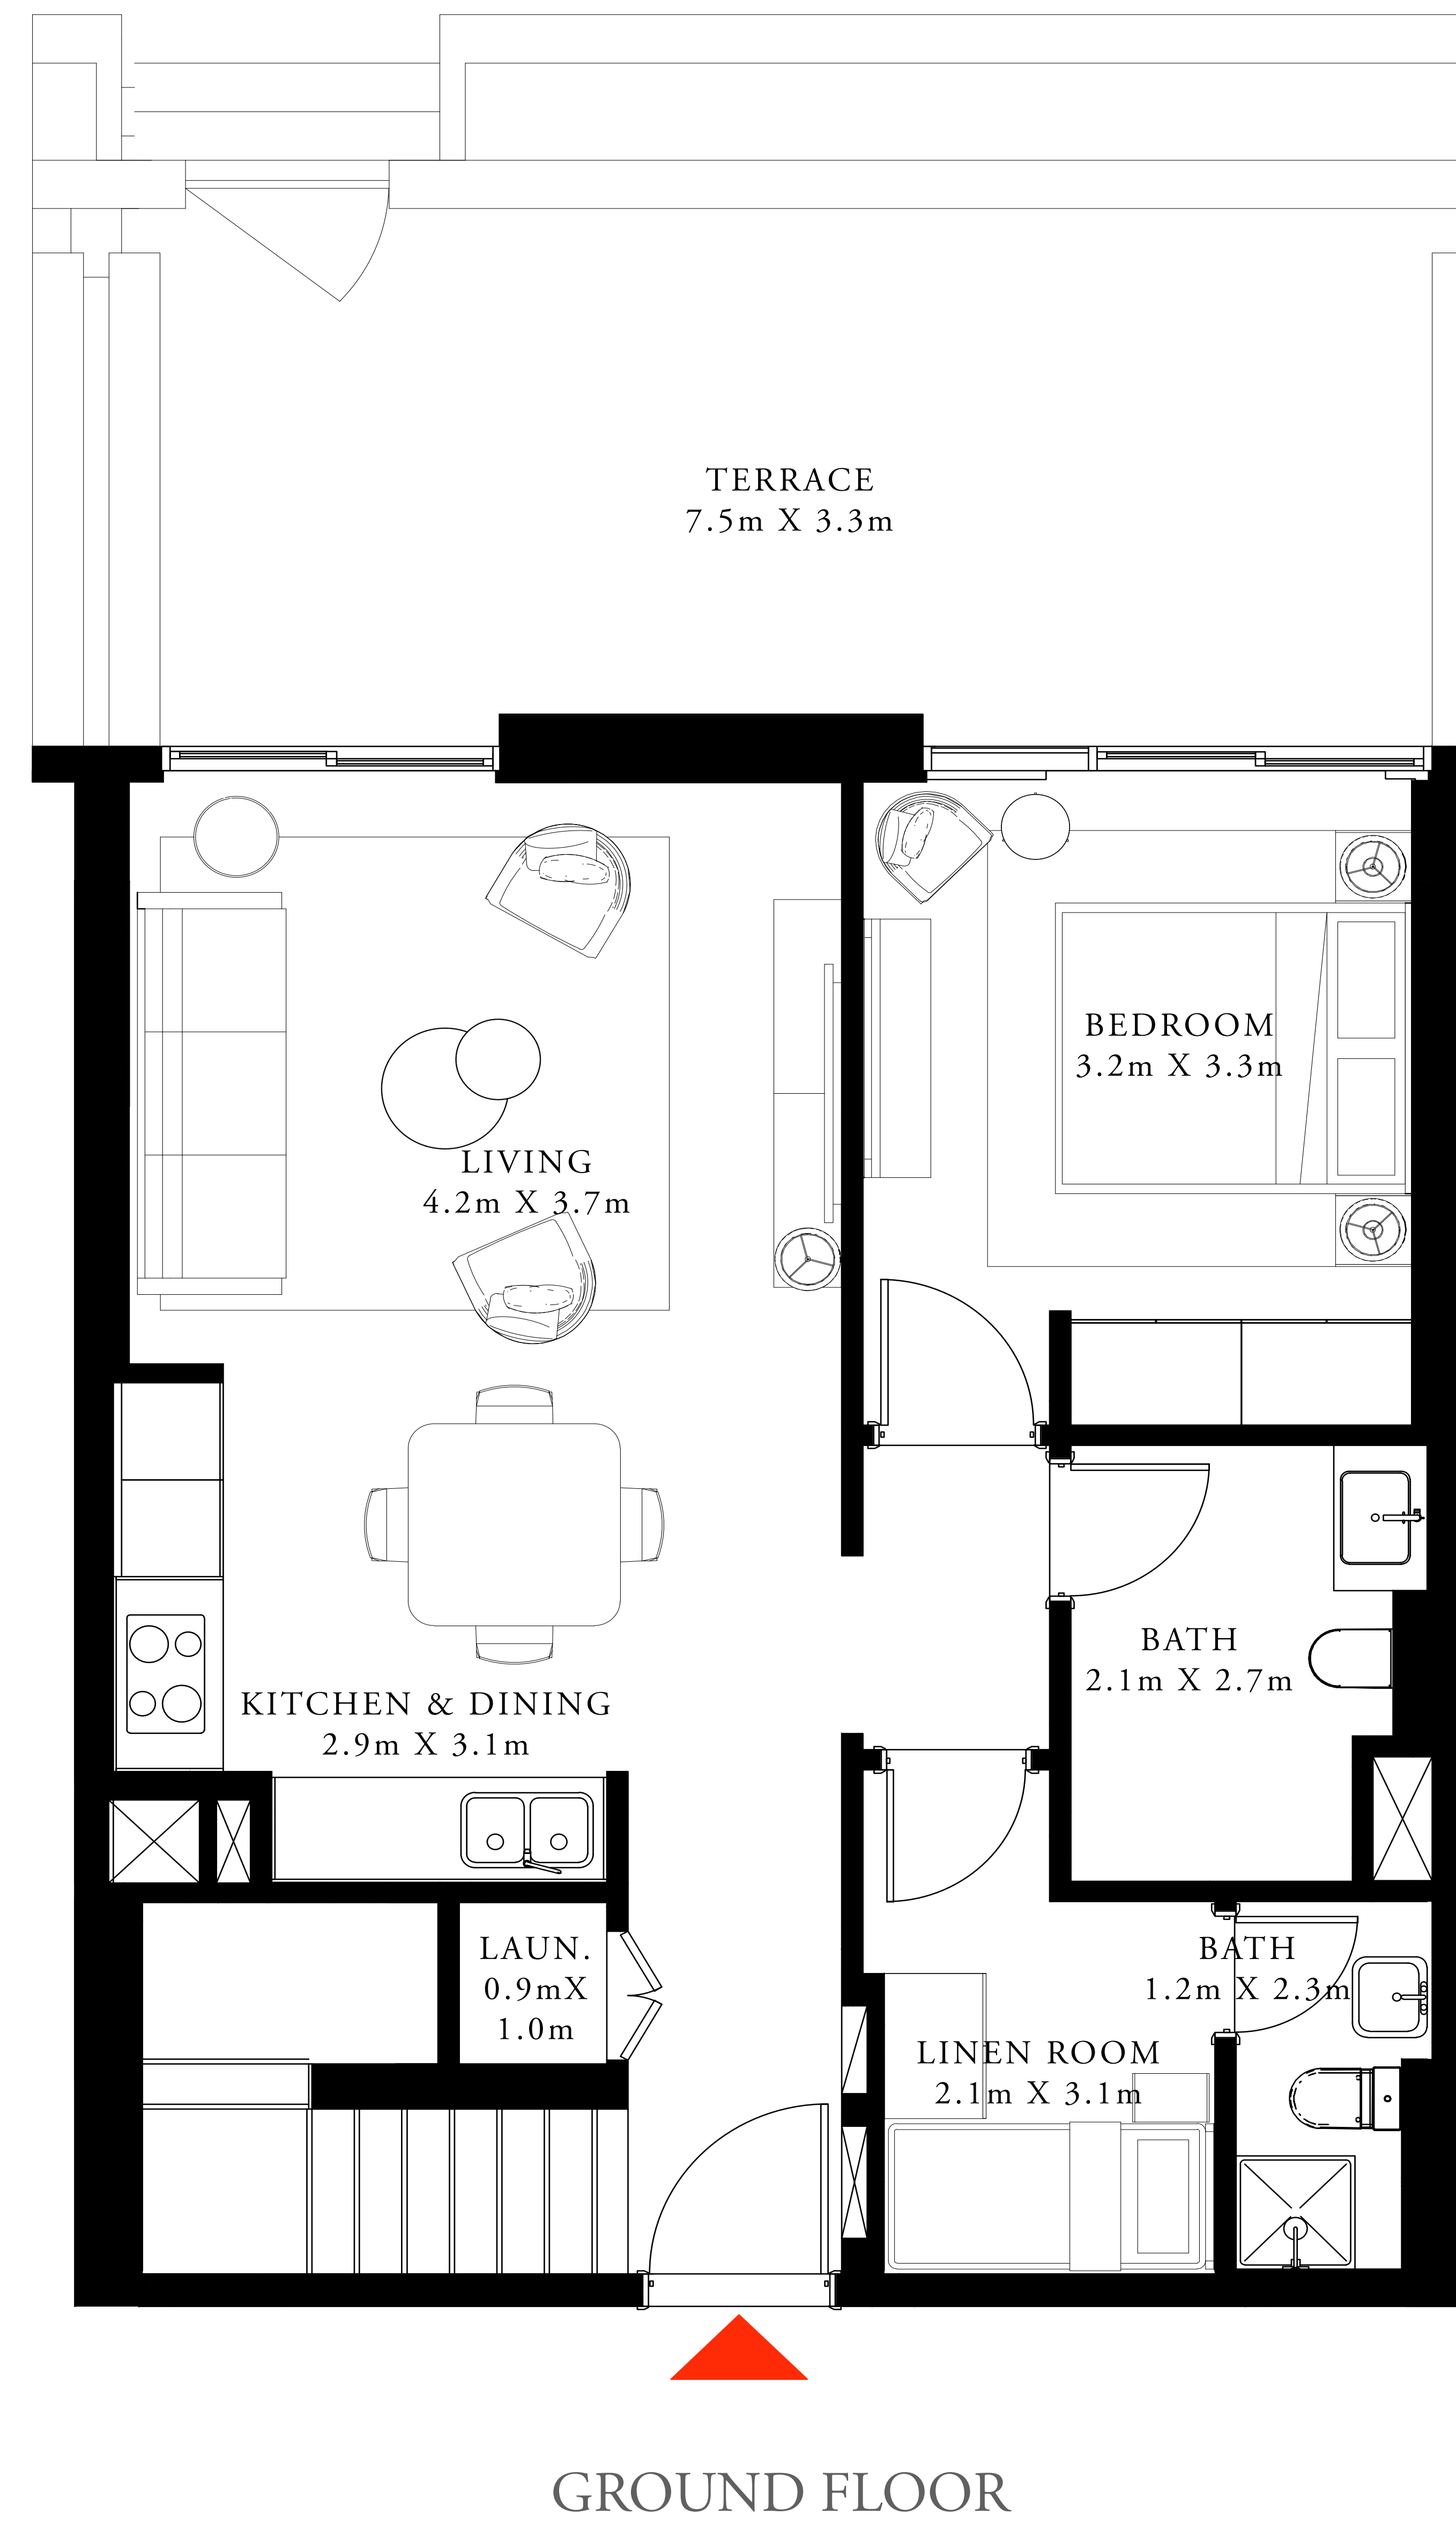 TERRACE
7.5m X 3.3m
BEDROOM
3.2m X 3.3m
LIVING
4.2m X 3.7m
BATH
2.1m X 2.7m
KITCHEN & DINING
2.9m X 3.1m
LAUN.
0.9mX
1.0m
BATH
1.2m X 2.3m
LINEN ROOM
2.1m X 3.1m
GROUND FLOOR